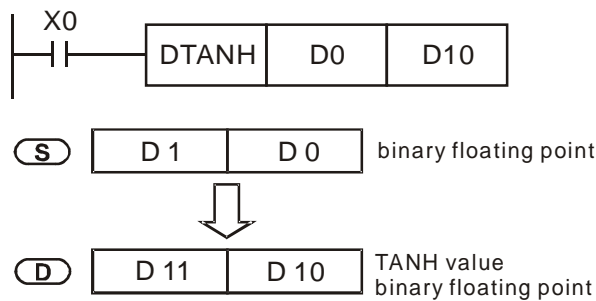 X0
DTANH D0 D10
S D 1 D 0 binary floating point
D D 11 D 10 TANH value
binary floating point